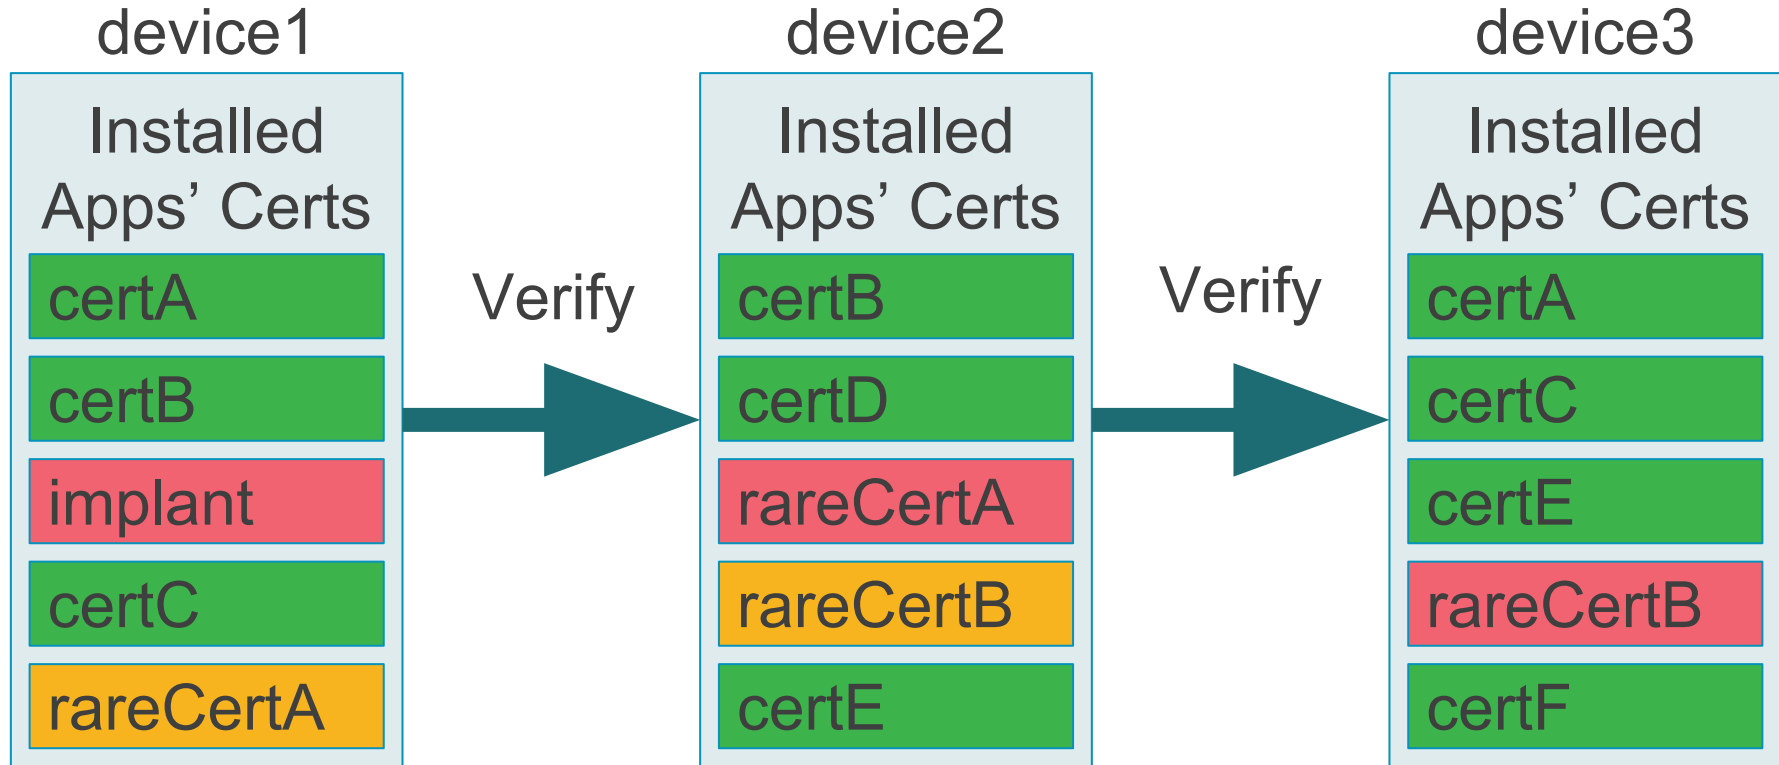 device1
Installed
Apps’ Certs
certA
certB
implant
certC
rareCertA
Verify
device2
Installed
Apps’ Certs
certB
certD
rareCertA
rareCertB
certE
Verify
device3
Installed
Apps’ Certs
certA
certC
certE
rareCertB
certF